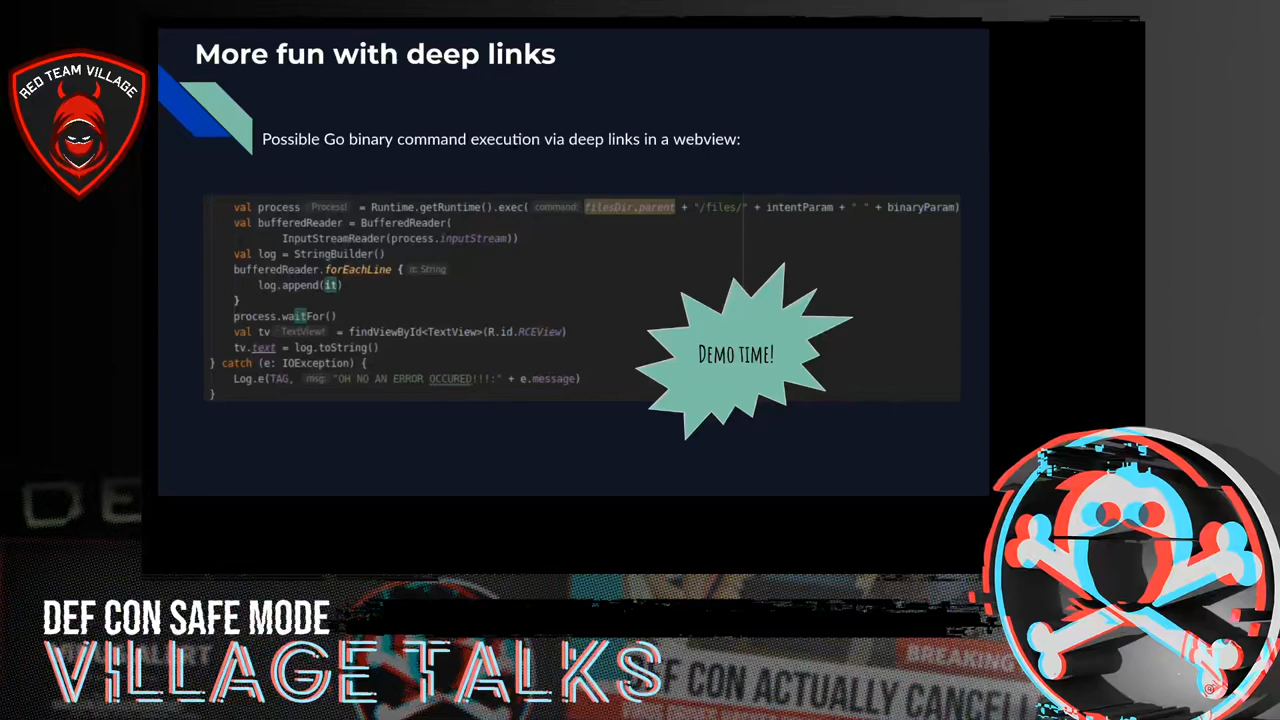 More fun with deep links
RED TEAM VILLAGE
Possible Go binary command execution via deep links in a webview:
val process Process! = Runtime.getRuntime().exec( command: filesDir.parent + "/files/" + intentParam + " " + binaryParam)
val bufferedReader = BufferedReader(
InputStreamReader(process.inputStream))
val log = StringBuilder()
bufferedReader.forEachLine { it: String
log.append(it)
}
process.waitFor()
val tv TextView! = findViewById<TextView>(R.id.RCEView)
tv.text = log.toString()
} catch (e: IOException) {
Log.e(TAG, msg: "OH NO AN ERROR OCCURED!!!:" + e.message)
}
Demo time!
DEF CON SAFE MODE
VILLAGE TALKS
BREAKING
DEF CON ACTUALLY CANCELL